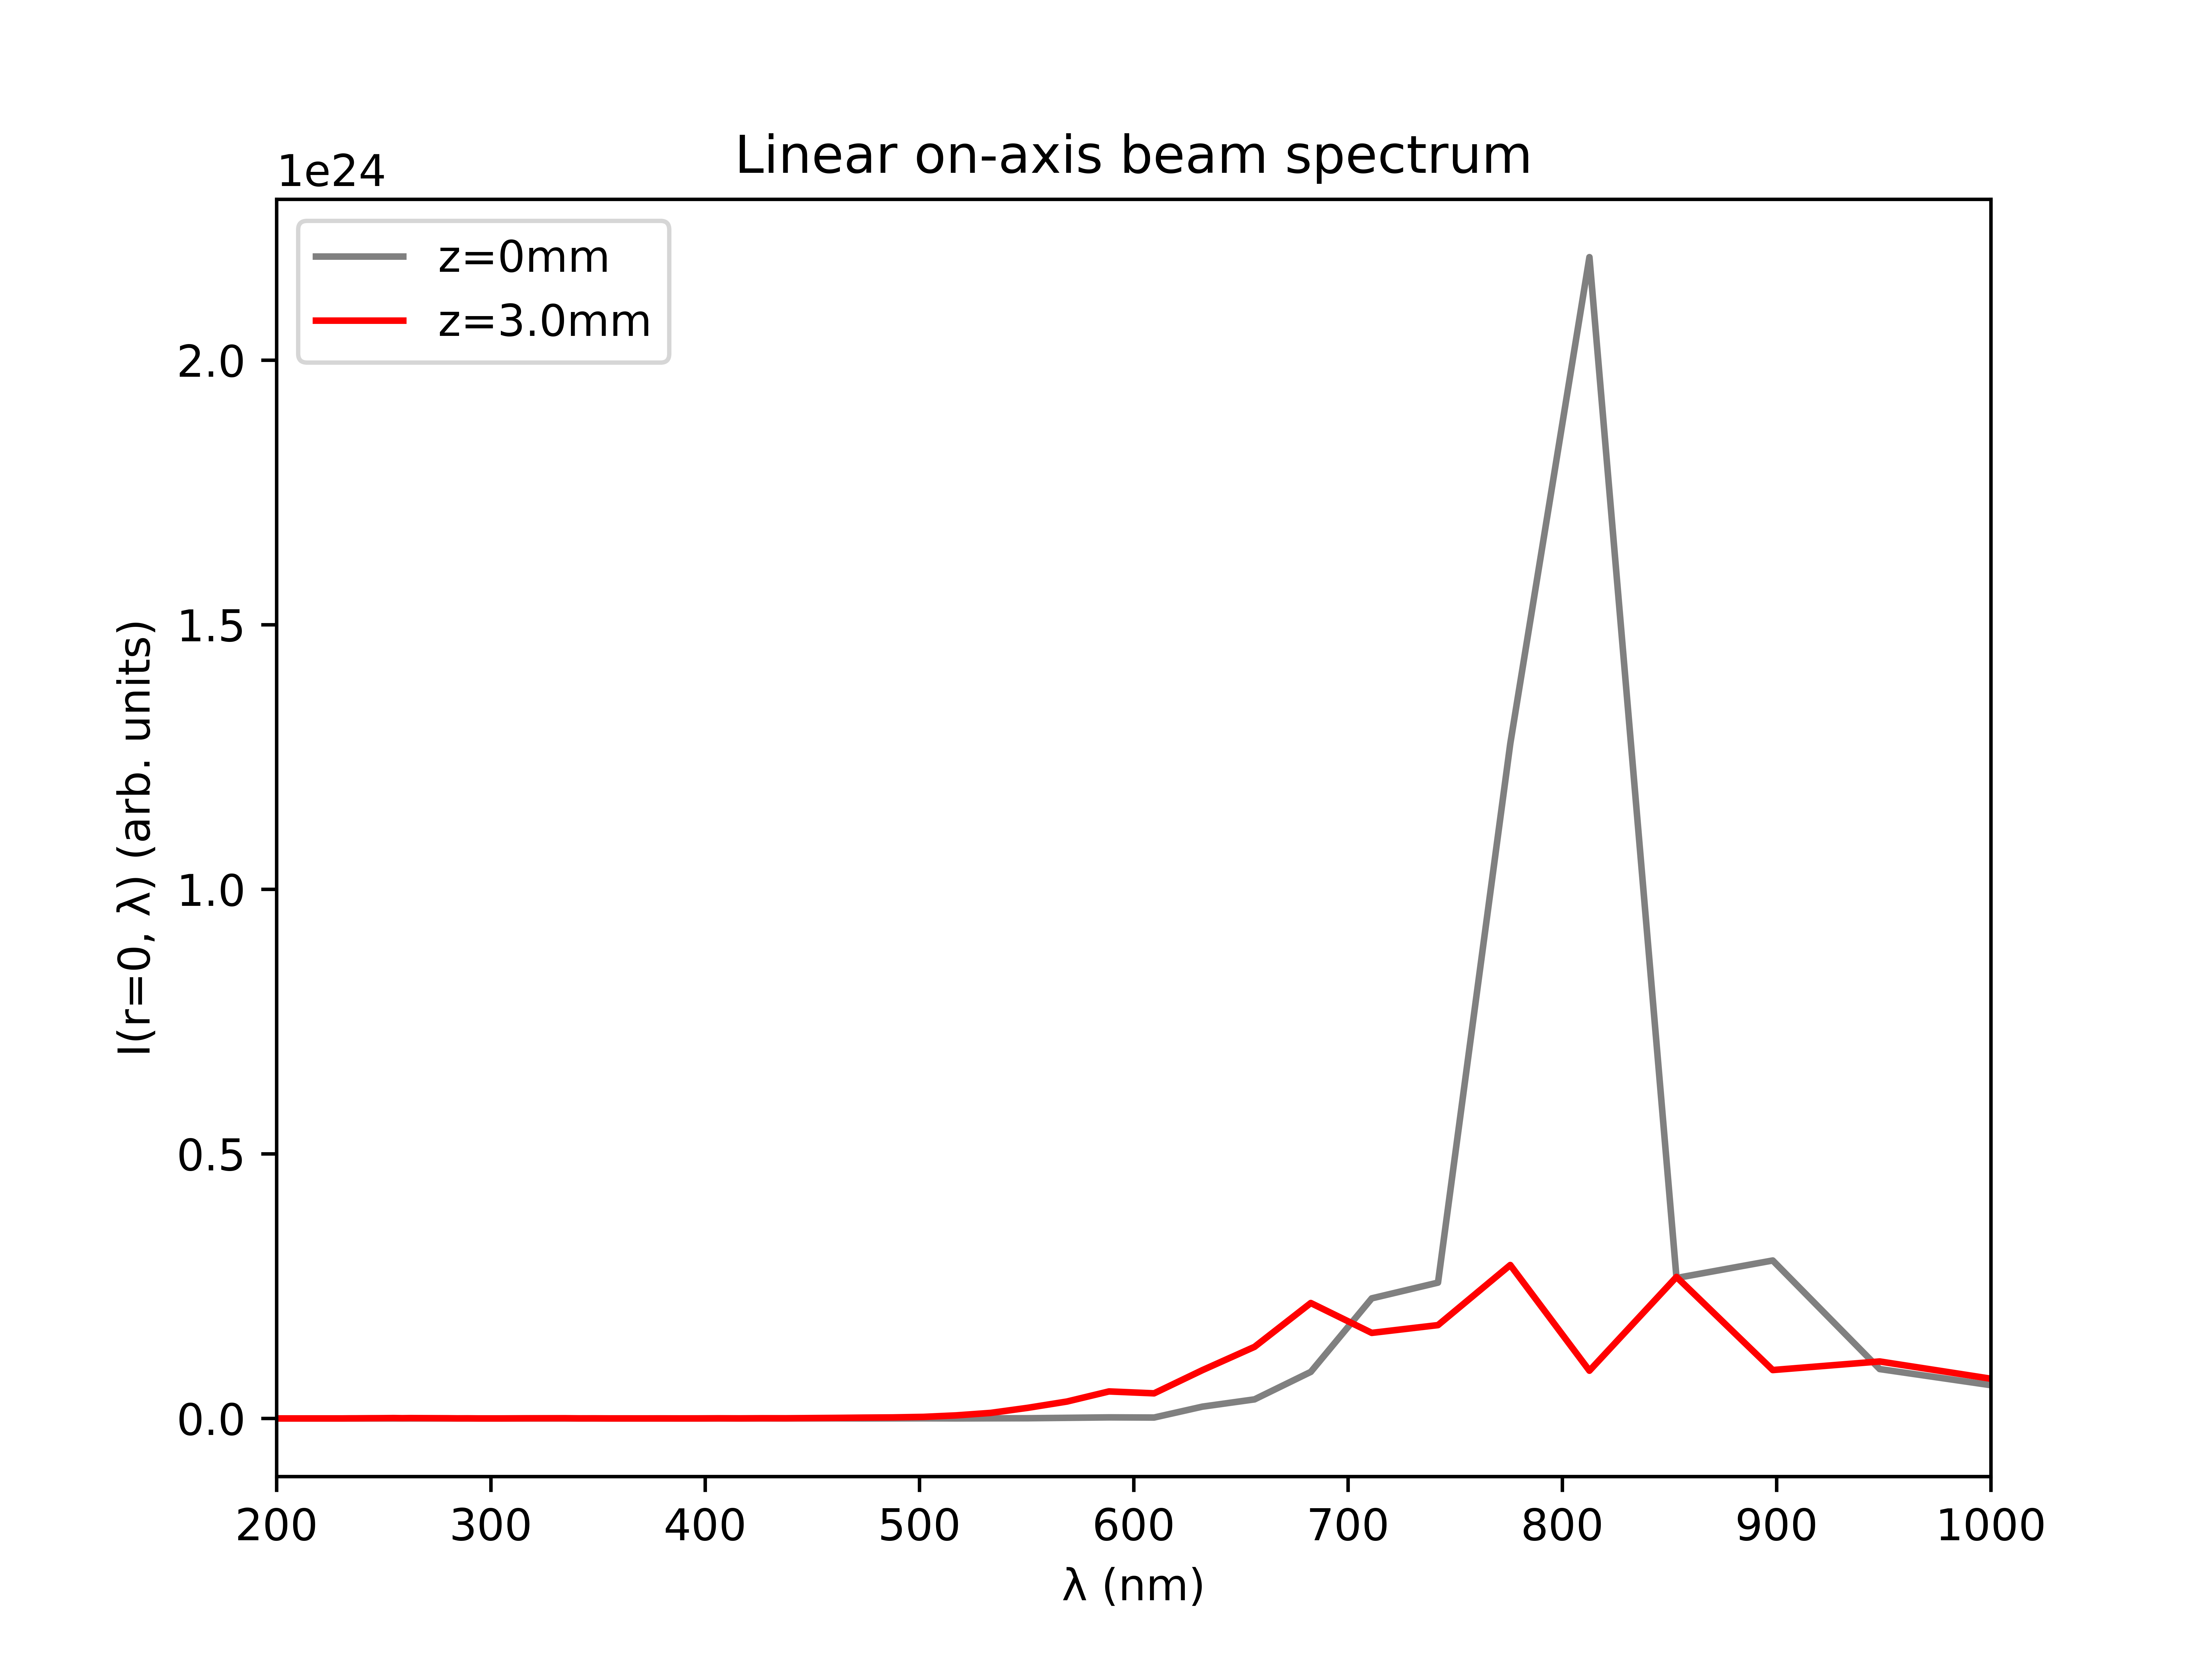 Linear on-axis beam spectrum
1e24
z=0mm
z=3.0mm
2.0
1.5
1.0
0.5
0.0
I(r=0, λ) (arb. units)
200 300 400 500 600 700 800 900 1000
λ (nm)